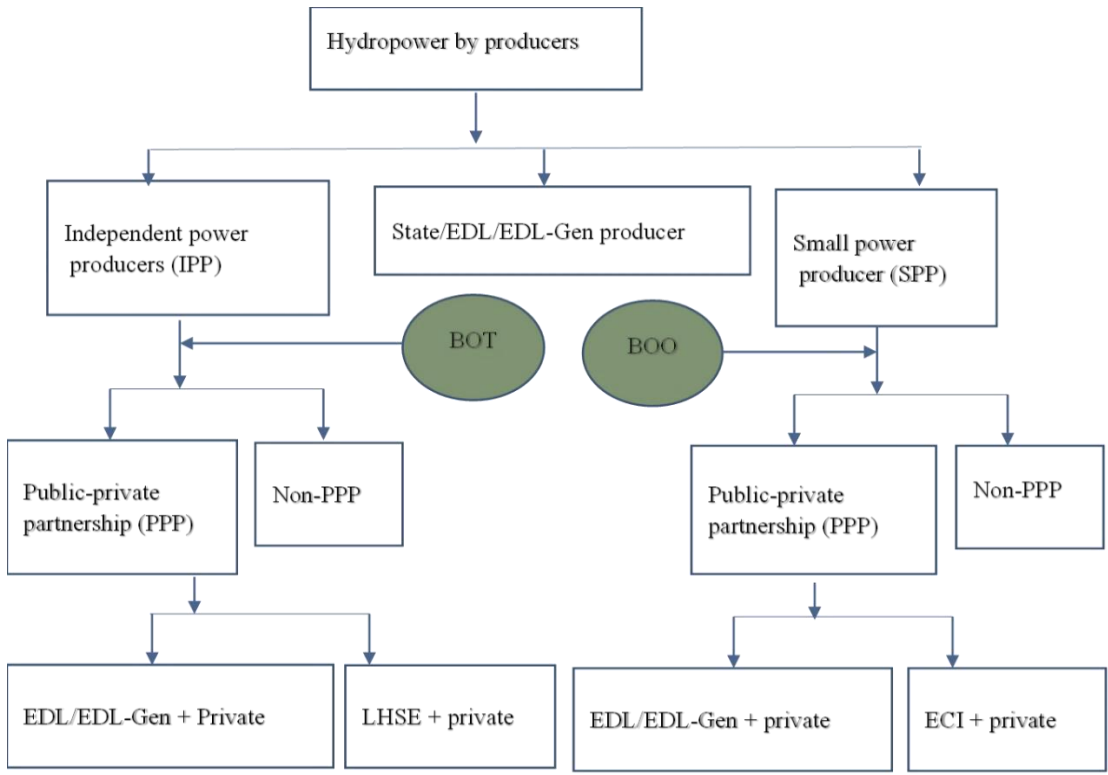 Hydropower by producers
Independent power
producers (IPP)
State/EDL/EDL-Gen producer
Small power
producer (SPP)
BOT
BOO
Public-private
partnership (PPP)
Non-PPP
Public-private
partnership (PPP)
Non-PPP
EDL/EDL-Gen + Private
LHSE + private
EDL/EDL-Gen + private
ECI + private